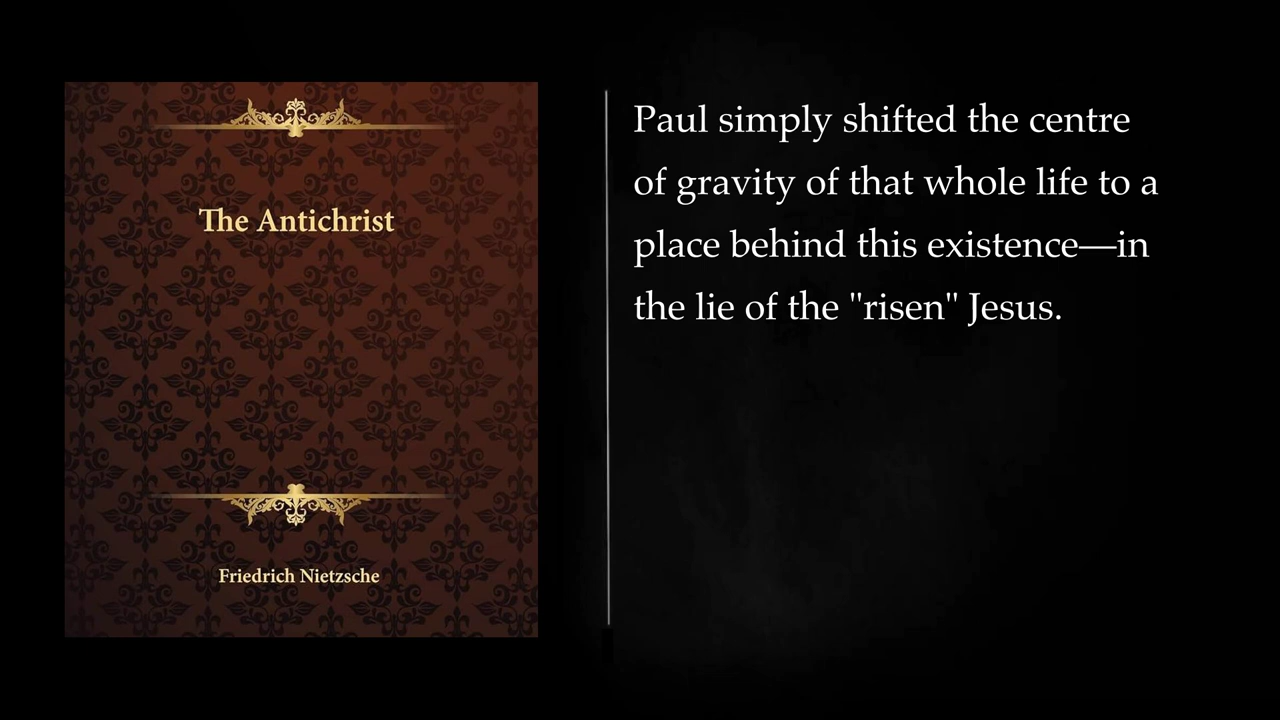 The Antichrist
Friedrich Nietzsche
Paul simply shifted the centre
of gravity of that whole life to a
place behind this existence—in
the lie of the "risen" Jesus.